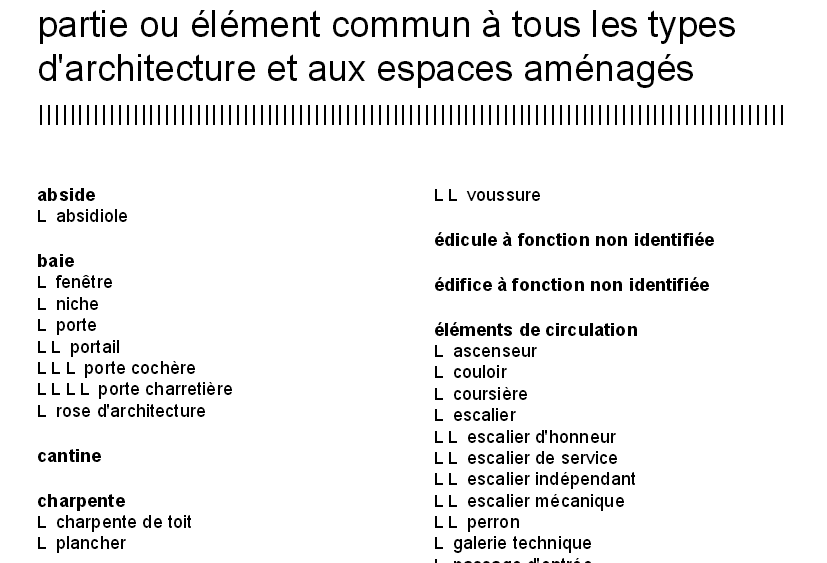 partie ou élément commun à tous les types
d'architecture et aux espaces aménagés
abside
L absidiole
baie
L fenêtre
L niche
L porte
L L portail
L L L porte cochère
L L L L porte charretière
L rose d'architecture
cantine
charpente
L charpente de toit
L plancher
L L voussure
édicule à fonction non identifiée
édifice à fonction non identifiée
éléments de circulation
L ascenseur
L couloir
L coursière
L escalier
L L escalier d'honneur
L L escalier de service
L L escalier indépendant
L L escalier mécanique
L L perron
L galerie technique
L passage d'entrée